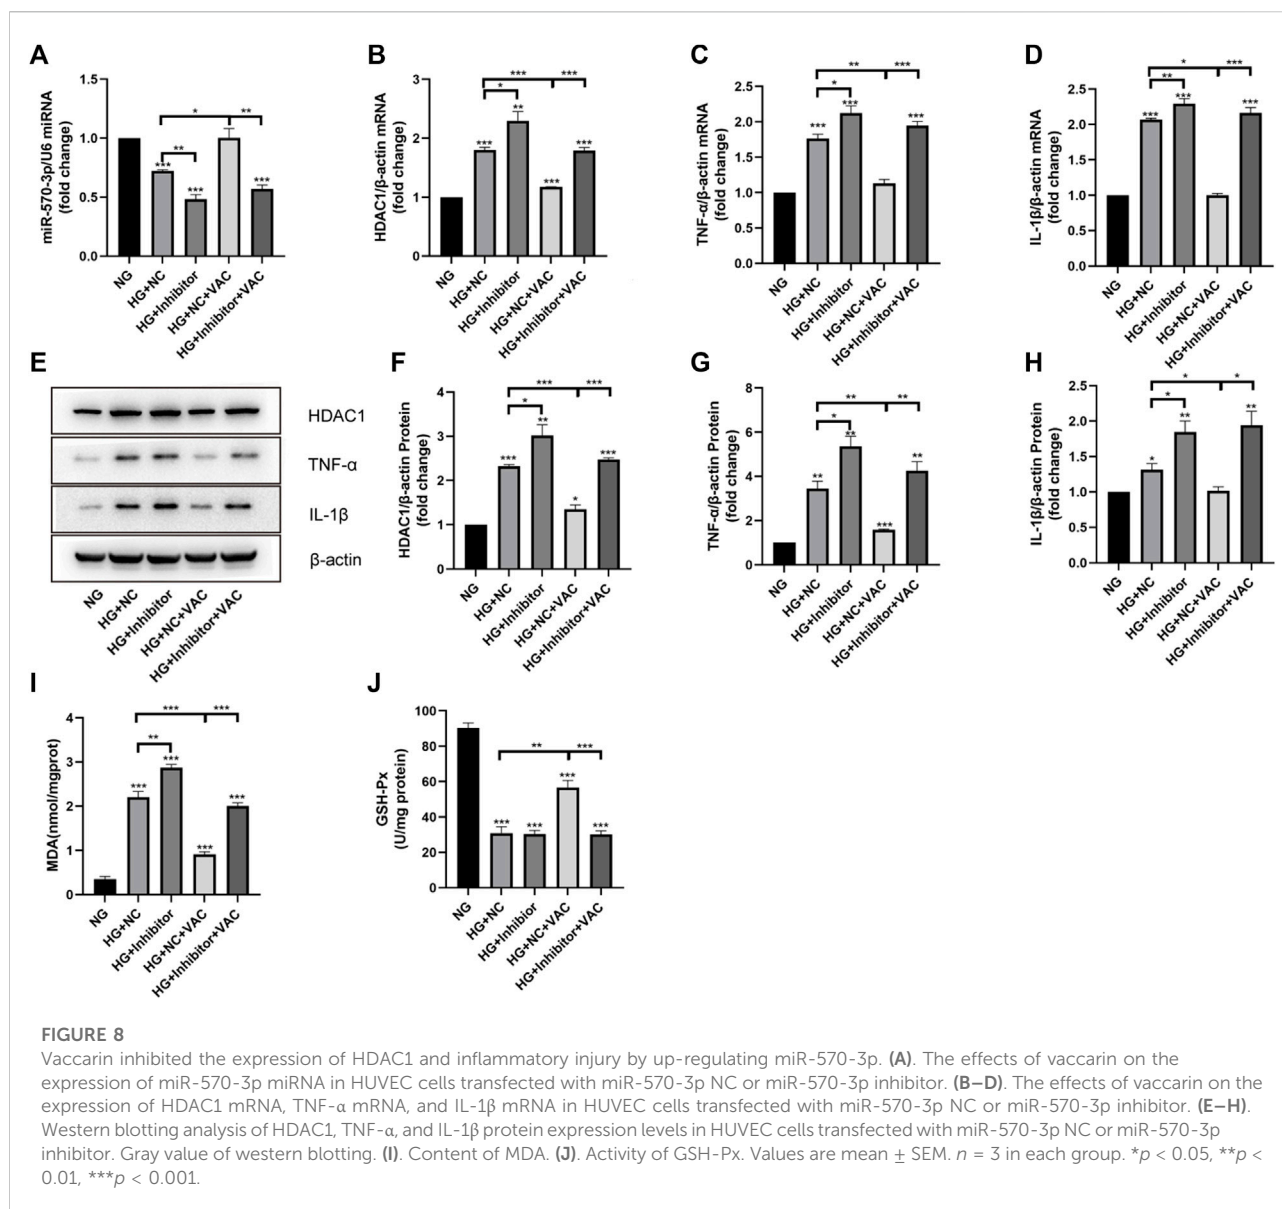 A
miR-570-3p/U6 miRNA
(fold change)
1.5
1.0
0.5
0.0
*
**
**
***
***
***
NG
HG+NC
HG+Inhibitor
HG+NC+VAC
HG+Inhibitor+VAC
B
HDAC1/β-actin mRNA
(fold change)
3
2
1
0
***
***
*
***
**
***
***
NG
HG+NC
HG+Inhibitor
HG+NC+VAC
HG+Inhibitor+VAC
C
TNF-α/β-actin mRNA
(fold change)
2.5
2.0
1.5
1.0
0.5
0.0
**
***
*
***
***
***
NG
HG+NC
HG+Inhibitor
HG+NC+VAC
HG+Inhibitor+VAC
D
IL-1β/β-actin mRNA
(fold change)
2.5
2.0
1.5
1.0
0.5
0.0
*
***
**
***
***
***
NG
HG+NC
HG+Inhibitor
HG+NC+VAC
HG+Inhibitor+VAC
E
HDAC1
TNF-α
IL-1β
β-actin
NG
HG+NC
HG+Inhibitor
HG+NC+VAC
HG+Inhibitor+VAC
F
HDAC1/β-actin Protein
(fold change)
4
3
2
1
0
***
***
*
***
**
*
***
NG
HG+NC
HG+Inhibitor
HG+NC+VAC
HG+Inhibitor+VAC
G
TNF-α/β-actin Protein
(fold change)
8
6
4
2
0
**
**
*
**
**
***
**
NG
HG+NC
HG+Inhibitor
HG+NC+VAC
HG+Inhibitor+VAC
H
IL-1β/β-actin Protein
(fold change)
2.5
2.0
1.5
1.0
0.5
0.0
*
*
*
*
**
**
NG
HG+NC
HG+Inhibitor
HG+NC+VAC
HG+Inhibitor+VAC
I
MDA(nmol/mgprot)
4
3
2
1
0
***
***
**
***
***
***
***
NG
HG+NC
HG+Inhibitor
HG+NC+VAC
HG+Inhibitor+VAC
J
GSH-Px
(U/mg protein)
100
80
60
40
20
0
**
***
***
***
***
***
NG
HG+NC
HG+Inhibior
HG+NC+VAC
HG+Inhibitor+VAC
FIGURE 8
Vaccarin inhibited the expression of HDAC1 and inflammatory injury by up-regulating miR-570-3p. (A). The effects of vaccarin on the
expression of miR-570-3p miRNA in HUVEC cells transfected with miR-570-3p NC or miR-570-3p inhibitor. (B–D). The effects of vaccarin on the
expression of HDAC1 mRNA, TNF-α mRNA, and IL-1β mRNA in HUVEC cells transfected with miR-570-3p NC or miR-570-3p inhibitor. (E–H).
Western blotting analysis of HDAC1, TNF-α, and IL-1β protein expression levels in HUVEC cells transfected with miR-570-3p NC or miR-570-3p
inhibitor. Gray value of western blotting. (I). Content of MDA. (J). Activity of GSH-Px. Values are mean ± SEM. n = 3 in each group. *p < 0.05, **p <
0.01, ***p < 0.001.